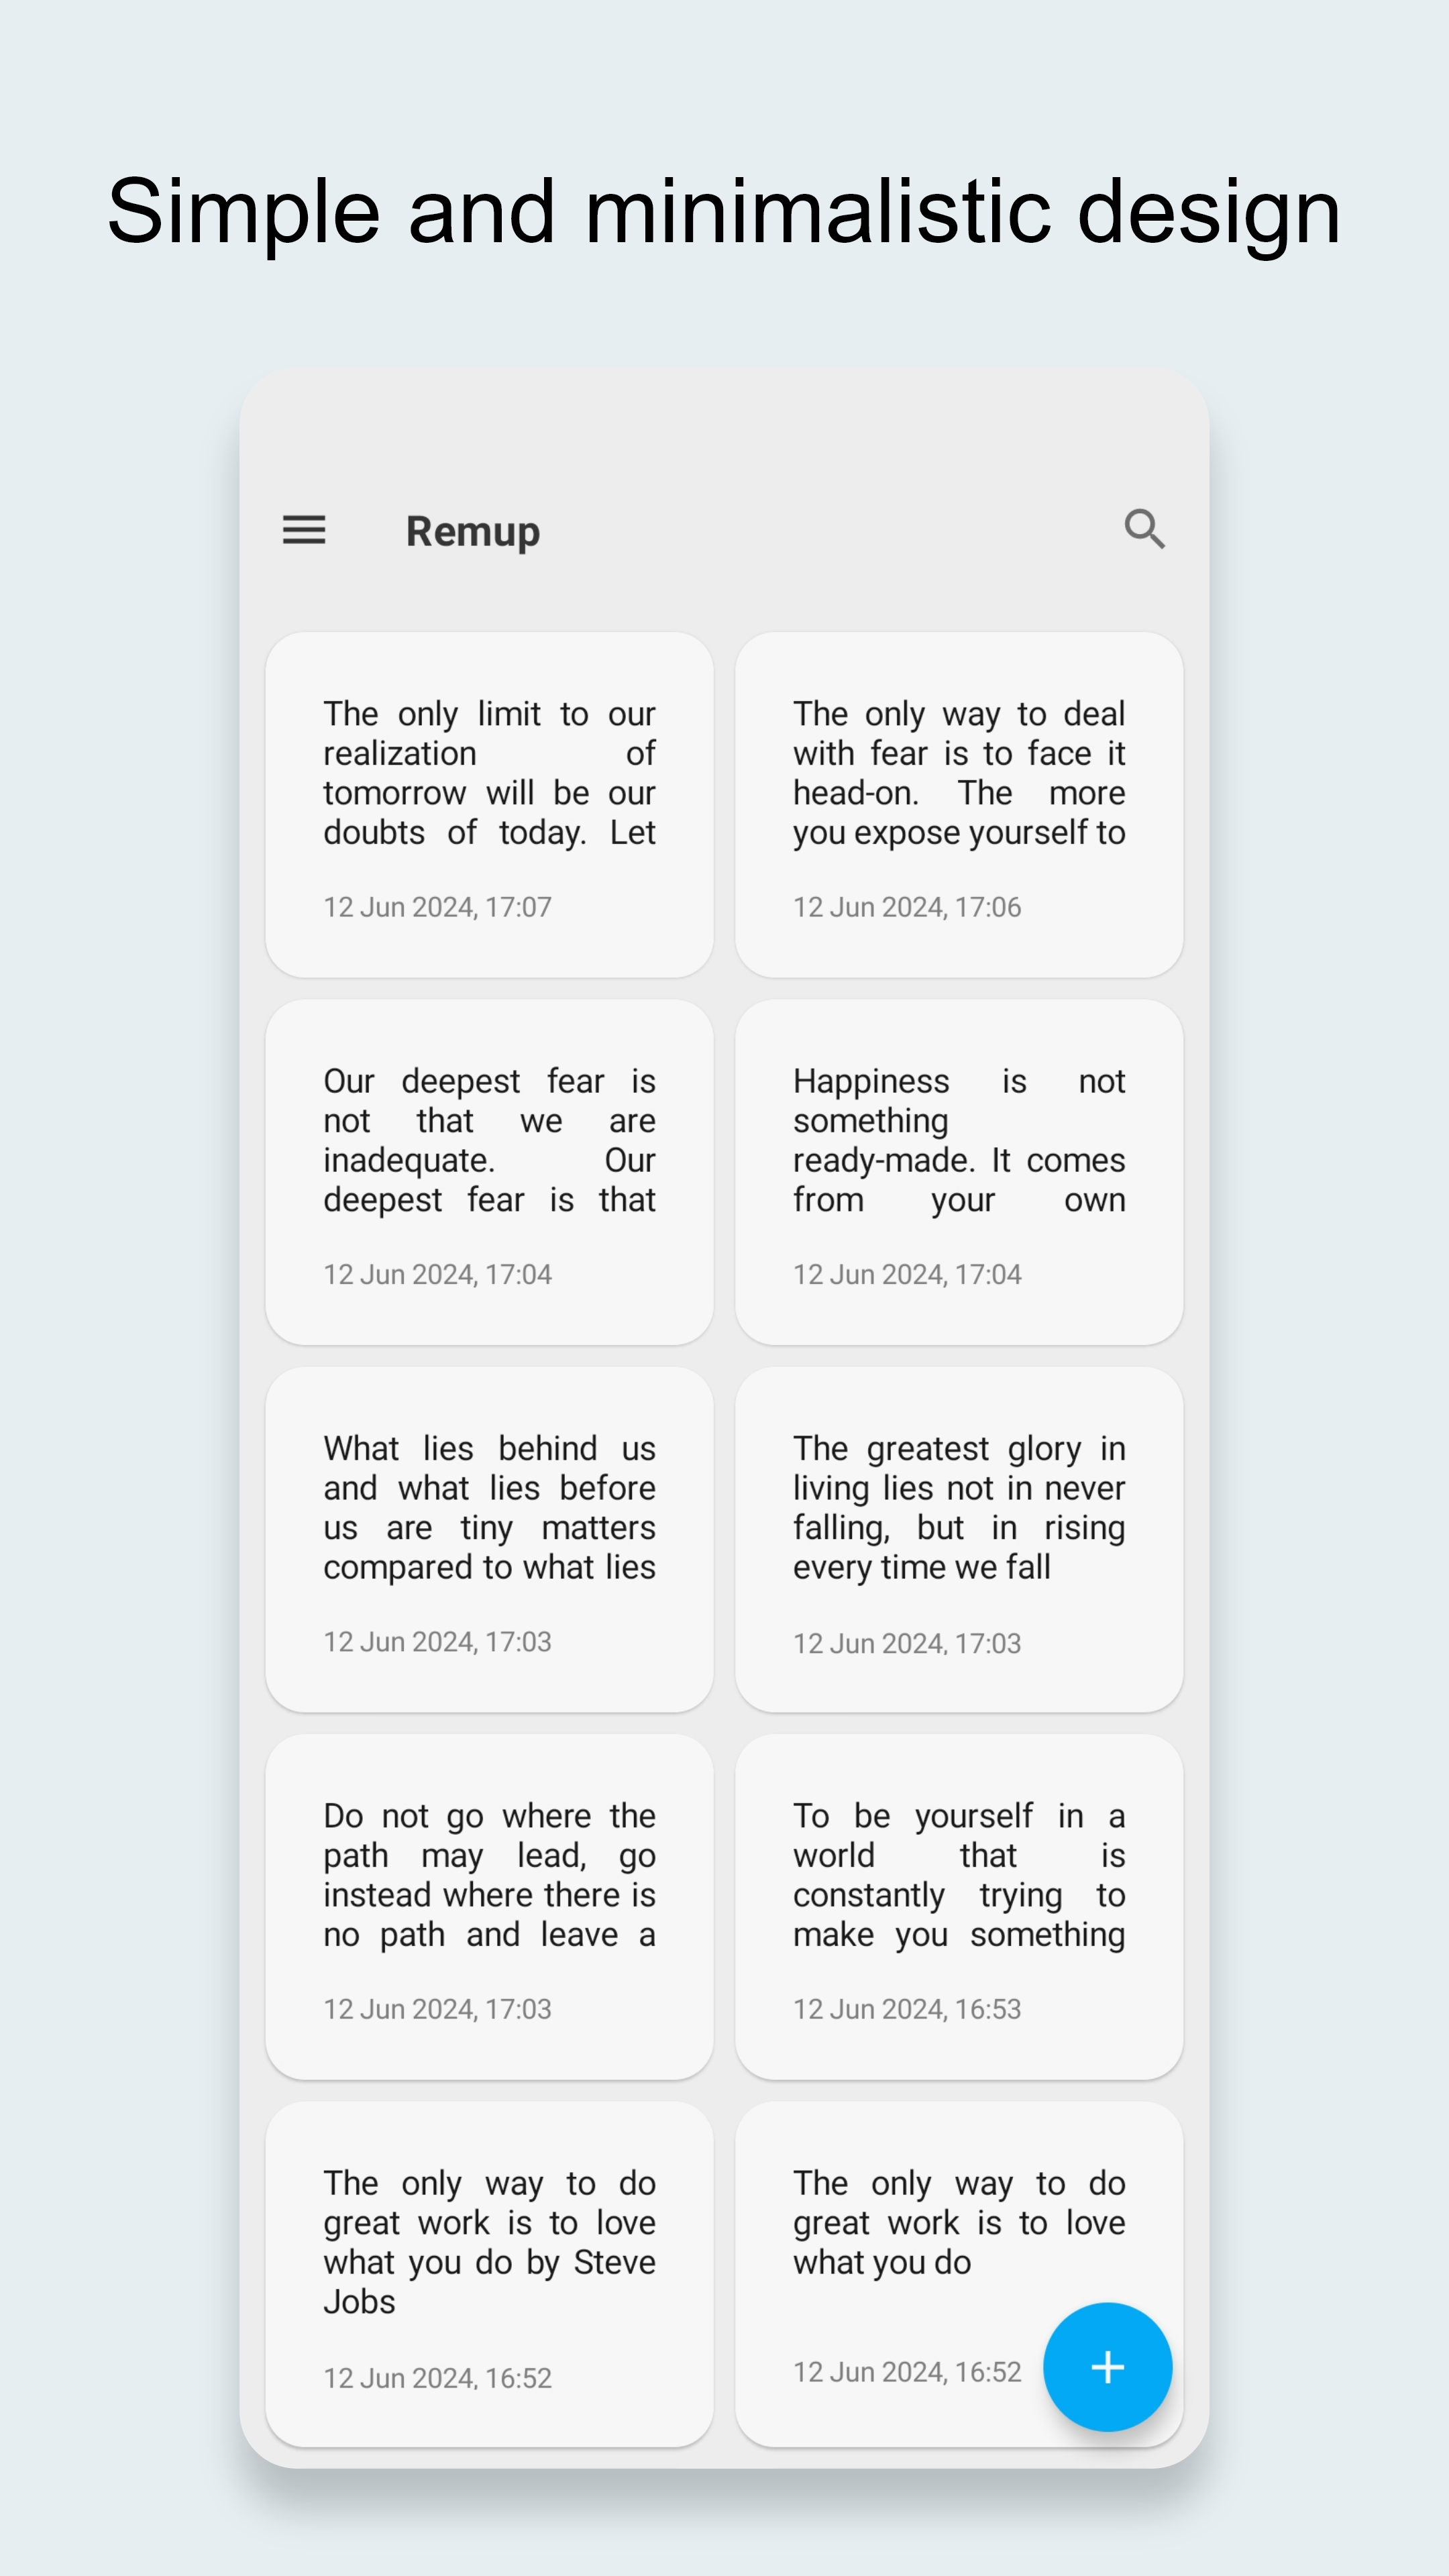 Simple and minimalistic design
Remup
The only limit to our
realization of
tomorrow will be our
doubts of today. Let
12 Jun 2024, 17:07
The only way to deal
with fear is to face it
head-on. The more
you expose yourself to
12 Jun 2024, 17:06
Our deepest fear is
not that we are
inadequate. Our
deepest fear is that
12 Jun 2024, 17:04
Happiness is not
something
ready-made. It comes
from your own
12 Jun 2024, 17:04
What lies behind us
and what lies before
us are tiny matters
compared to what lies
12 Jun 2024, 17:03
The greatest glory in
living lies not in never
falling, but in rising
every time we fall
12 Jun 2024, 17:03
Do not go where the
path may lead, go
instead where there is
no path and leave a
12 Jun 2024, 17:03
To be yourself in a
world that is
constantly trying to
make you something
12 Jun 2024, 16:53
The only way to do
great work is to love
what you do by Steve
Jobs
12 Jun 2024, 16:52
The only way to do
great work is to love
what you do
12 Jun 2024, 16:52